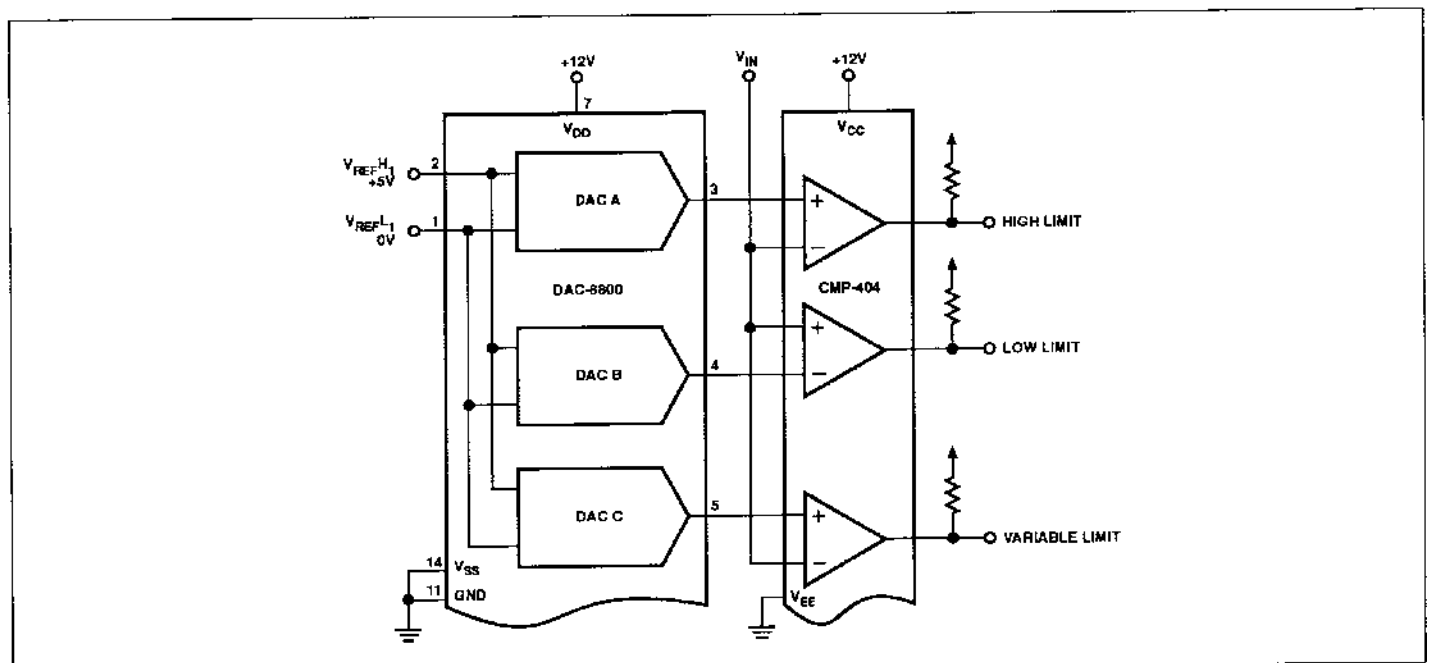 +12V
7
V_DD
V_IN
+12V
V_CC
V_REF H_1
+5V
2
V_REF L_1
0V
1
DAC A
3
+
−
HIGH LIMIT
DAC-8800
CMP-404
DAC B
4
+
−
LOW LIMIT
DAC C
5
+
−
VARIABLE LIMIT
14
V_SS
11
GND
V_EE